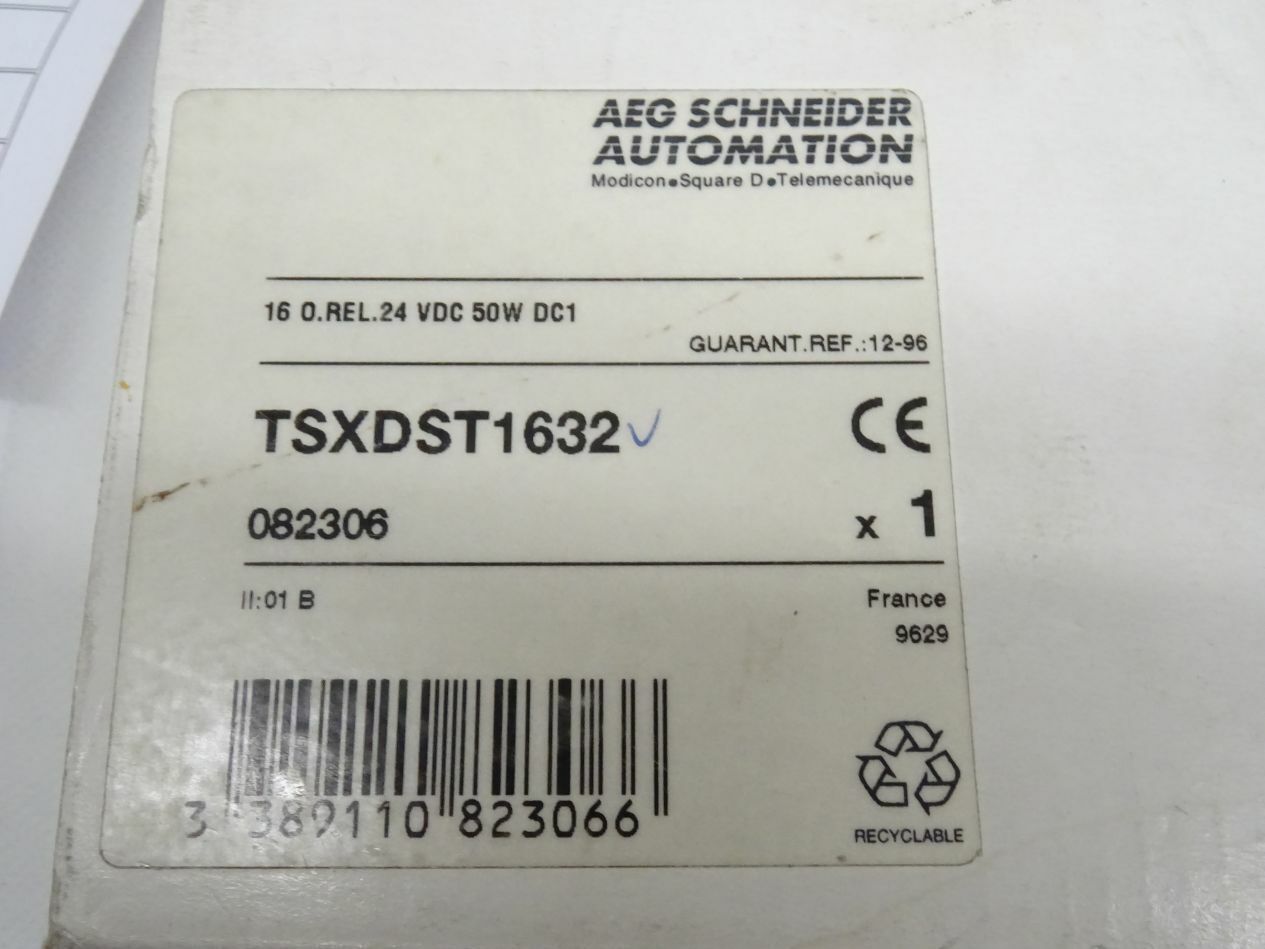 AEG SCHNEIDER
AUTOMATION
Modicon●Square D●Telemecanique
16 O.REL.24 VDC 50W DC1
GUARANT.REF.:12-96
TSXDST1632
CE
082306
x 1
II:01 B
France
9629
3 389110 823066
RECYCLABLE